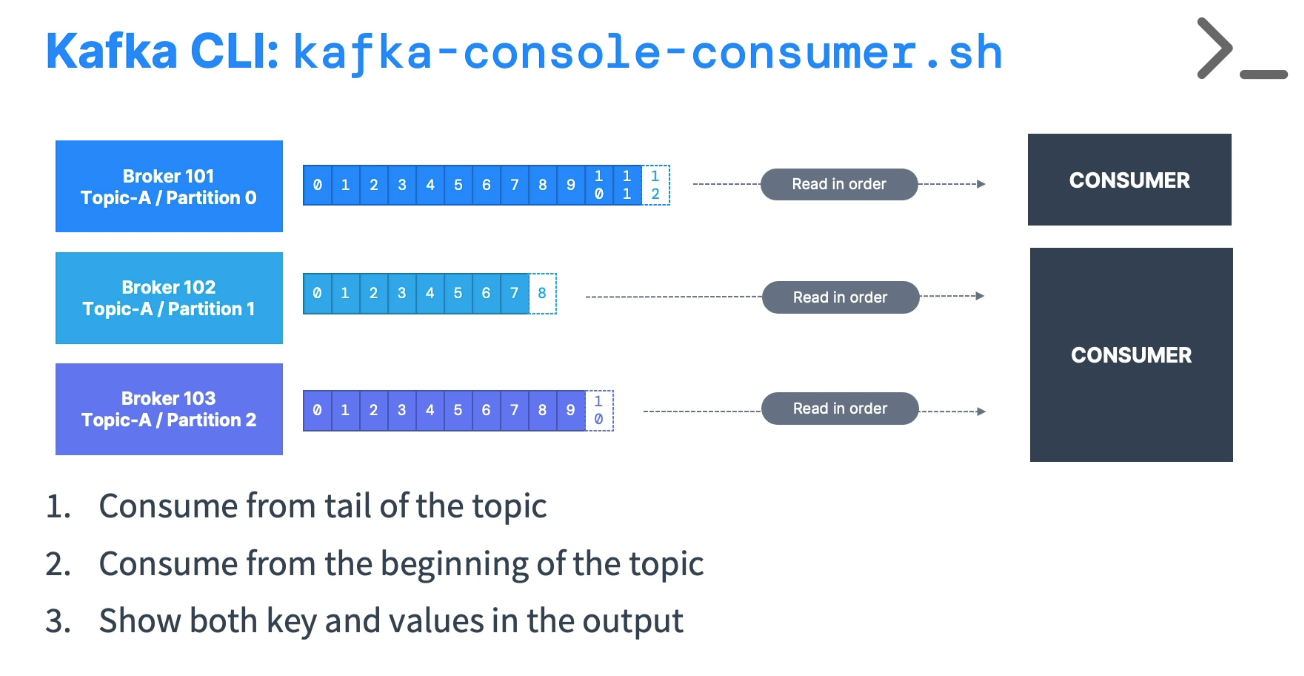 Kafka CLI: kafka-console-consumer.sh
Broker 101
Topic-A / Partition 0
0 1 2 3 4 5 6 7 8 9 10 11 12
Read in order
CONSUMER
Broker 102
Topic-A / Partition 1
0 1 2 3 4 5 6 7 8
Read in order
CONSUMER
Broker 103
Topic-A / Partition 2
0 1 2 3 4 5 6 7 8 9 10
Read in order
1. Consume from tail of the topic
2. Consume from the beginning of the topic
3. Show both key and values in the output